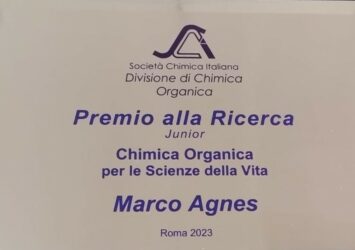 Società Chimica Italiana
Divisione di Chimica
Organica
Premio alla Ricerca
Junior
Chimica Organica
per le Scienze della Vita
Marco Agnes
Roma 2023